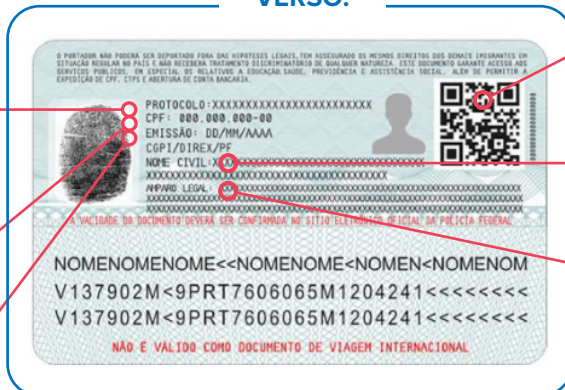 VERSO:
O PORTADOR NÃO PODERÁ SER DEPORTADO FORA DAS HIPÓTESES LEGAIS, TEM ASSEGURADO OS MESMOS DIREITOS DOS DEMAIS IMIGRANTES EM
SITUAÇÃO REGULAR NO PAÍS E NÃO RECEBERÁ TRATAMENTO DISCRIMINATÓRIO DE QUALQUER NATUREZA. ESTE DOCUMENTO GARANTE ACESSO AOS
SERVIÇOS PÚBLICOS, EM ESPECIAL OS RELATIVOS A EDUCAÇÃO, SAÚDE, PREVIDÊNCIA E ASSISTÊNCIA SOCIAL, ALÉM DE PERMITIR A
EXPEDIÇÃO DE CPF, CTPS E ABERTURA DE CONTA BANCÁRIA.
PROTOCOLO:XXXXXXXXXXXXXXXXXXXXXXXX
CPF: 000.000.000-00
EMISSÃO: DD/MM/AAAA
CGPI/DIREX/PF
NOME CIVIL:
AMPARO LEGAL:
A VALIDADE DO DOCUMENTO DEVERÁ SER CONFIRMADA NO SÍTIO ELETRÔNICO OFICIAL DA POLÍCIA FEDERAL
NOMENOMENOME<<NOMENOME<NOMEN<NOMENOM
V137902M<9PRT7606065M1204241<<<<<<<<
V137902M<9PRT7606065M1204241<<<<<<<<
NÃO É VÁLIDO COMO DOCUMENTO DE VIAGEM INTERNACIONAL